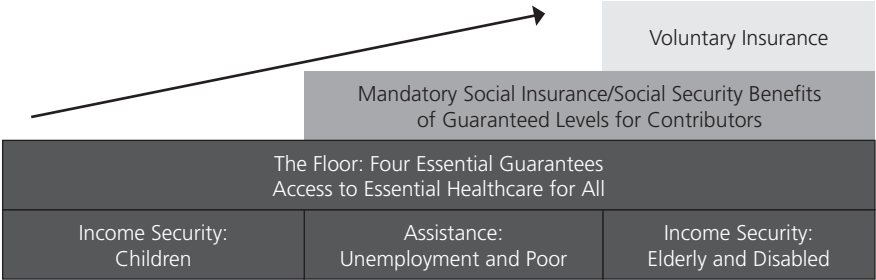 Voluntary Insurance
Mandatory Social Insurance/Social Security Benefits
of Guaranteed Levels for Contributors
The Floor: Four Essential Guarantees
Access to Essential Healthcare for All
Income Security:
Children
Assistance:
Unemployment and Poor
Income Security:
Elderly and Disabled